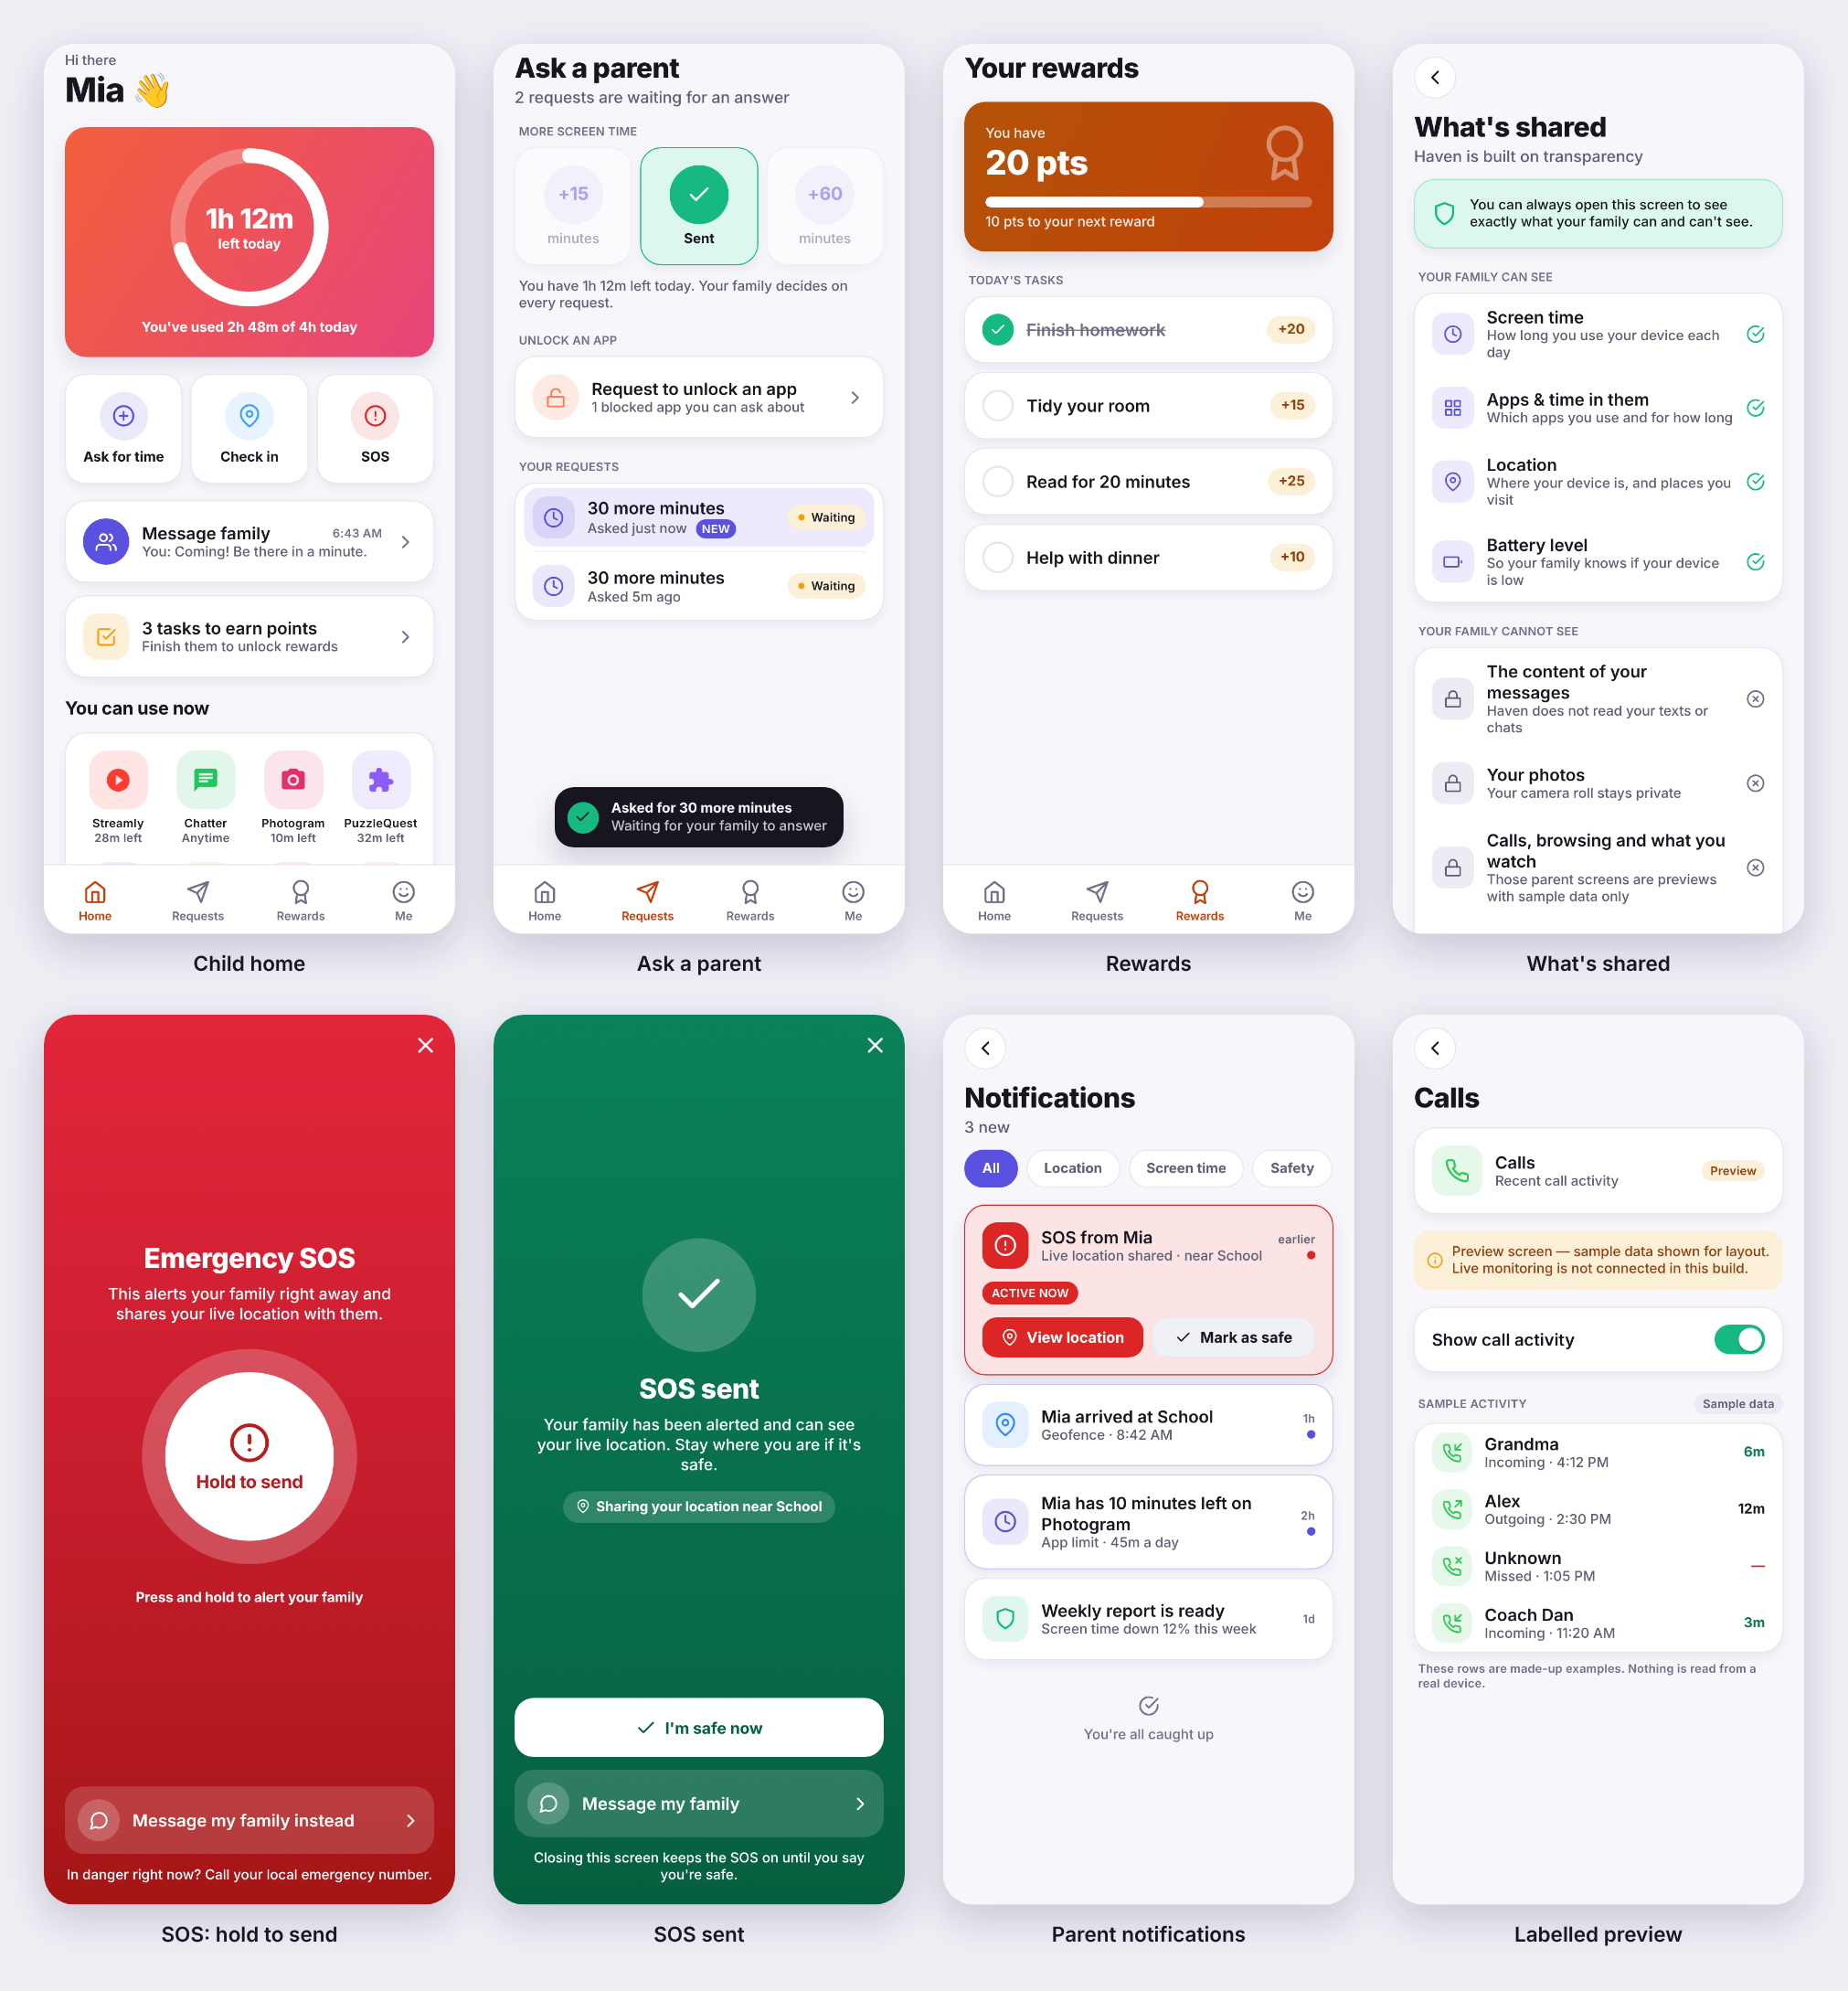 Hi there
Mia 👋
1h 12m
left today
You've used 2h 48m of 4h today
Ask for time
Check in
SOS
Message family
6:43 AM
You: Coming! Be there in a minute.
3 tasks to earn points
Finish them to unlock rewards
You can use now
Streamly
28m left
Chatter
Anytime
Photogram
10m left
PuzzleQuest
32m left
Home
Requests
Rewards
Me
Child home
Ask a parent
2 requests are waiting for an answer
MORE SCREEN TIME
+15
minutes
Sent
+60
minutes
You have 1h 12m left today. Your family decides on
every request.
UNLOCK AN APP
Request to unlock an app
1 blocked app you can ask about
YOUR REQUESTS
30 more minutes
Asked just now
NEW
Waiting
30 more minutes
Asked 5m ago
Waiting
Asked for 30 more minutes
Waiting for your family to answer
Home
Requests
Rewards
Me
Ask a parent
Your rewards
You have
20 pts
10 pts to your next reward
TODAY'S TASKS
Finish homework
+20
Tidy your room
+15
Read for 20 minutes
+25
Help with dinner
+10
Home
Requests
Rewards
Me
Rewards
What's shared
Haven is built on transparency
You can always open this screen to see
exactly what your family can and can't see.
YOUR FAMILY CAN SEE
Screen time
How long you use your device each
day
Apps & time in them
Which apps you use and for how long
Location
Where your device is, and places you
visit
Battery level
So your family knows if your device
is low
YOUR FAMILY CANNOT SEE
The content of your
messages
Haven does not read your texts or
chats
Your photos
Your camera roll stays private
Calls, browsing and what you
watch
Those parent screens are previews
with sample data only
What's shared
Emergency SOS
This alerts your family right away and
shares your live location with them.
Hold to send
Press and hold to alert your family
Message my family instead
In danger right now? Call your local emergency number.
SOS: hold to send
SOS sent
Your family has been alerted and can see
your live location. Stay where you are if it's
safe.
Sharing your location near School
I'm safe now
Message my family
Closing this screen keeps the SOS on until you say
you're safe.
SOS sent
Notifications
3 new
All
Location
Screen time
Safety
SOS from Mia
earlier
Live location shared · near School
ACTIVE NOW
View location
Mark as safe
Mia arrived at School
1h
Geofence · 8:42 AM
Mia has 10 minutes left on
Photogram
2h
App limit · 45m a day
Weekly report is ready
1d
Screen time down 12% this week
You're all caught up
Parent notifications
Calls
Calls
Recent call activity
Preview
Preview screen — sample data shown for layout.
Live monitoring is not connected in this build.
Show call activity
SAMPLE ACTIVITY
Sample data
Grandma
Incoming · 4:12 PM
6m
Alex
Outgoing · 2:30 PM
12m
Unknown
Missed · 1:05 PM
—
Coach Dan
Incoming · 11:20 AM
3m
These rows are made-up examples. Nothing is read from a
real device.
Labelled preview